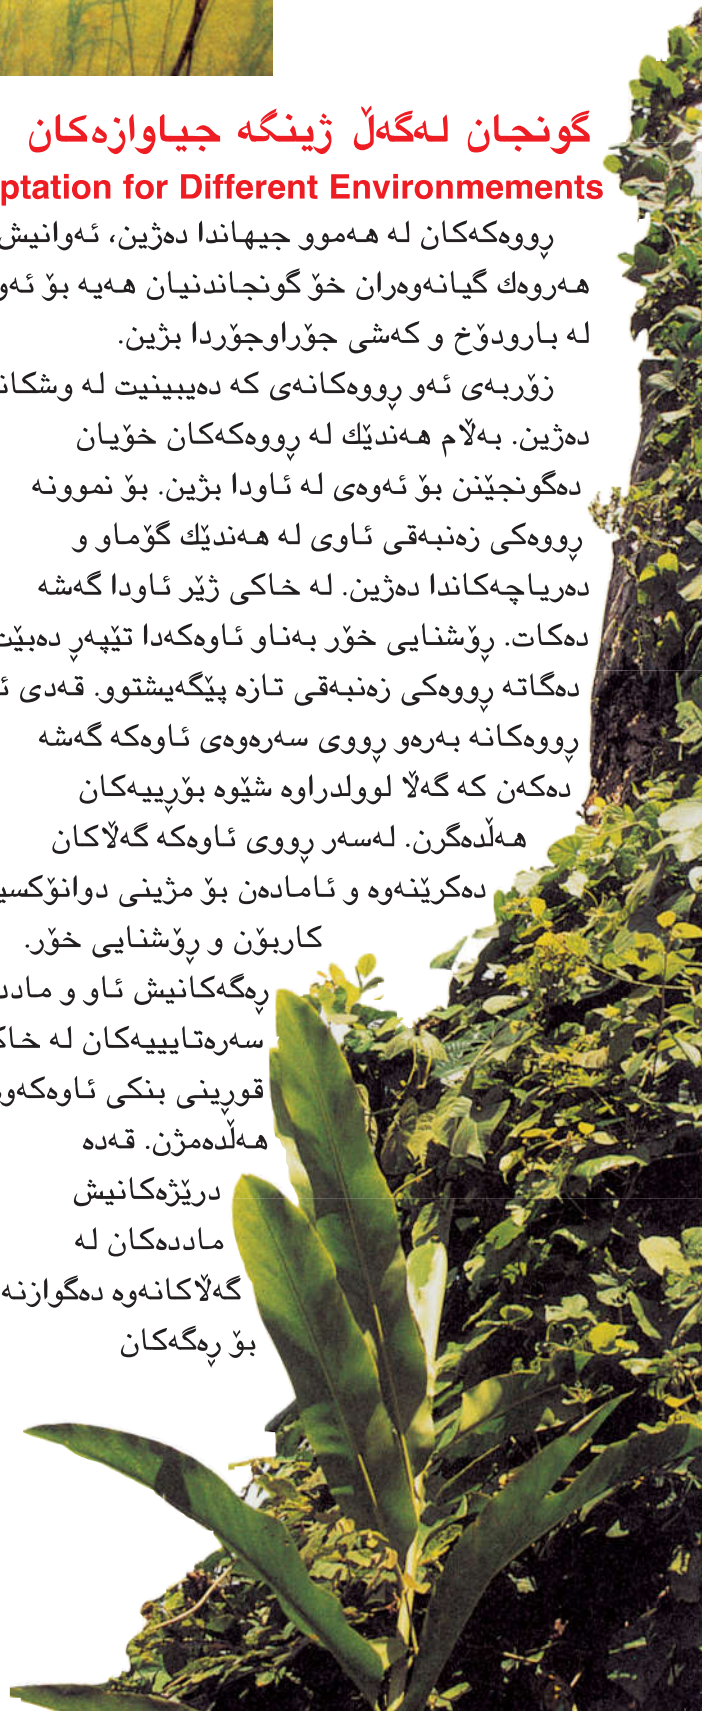 گونجان لەگەڵ ژینگە جیاوازەکان
ptation for Different Environmements
ڕووەکەکان لە هەموو جیهاندا دەژین، ئەوانیش
هەروەك گیانەوەران خۆ گونجاندنیان هەیە بۆ ئەو
لە بارودۆخ و کەشی جۆراوجۆردا بژین.
زۆربەی ئەو ڕووەکانەی کە دەیبینیت لە وشکان
دەژین. بەڵام هەندێك لە ڕووەکەکان خۆیان
دەگونجێنن بۆ ئەوەی لە ئاودا بژین. بۆ نموونە
ڕووەکی زەنبەقی ئاوی لە هەندێك گۆماو و
دەریاچەکاندا دەژین. لە خاکی ژێر ئاودا گەشە
دەکات. ڕۆشنایی خۆر بەناو ئاوەکەدا تێپەڕ دەبێت
دەگاتە ڕووەکی زەنبەقی تازە پێگەیشتوو. قەدی ئ
ڕووەکانە بەرەو ڕووی سەرەوەی ئاوەکە گەشە
دەکەن کە گەڵا لوولدراوە شێوە بۆڕییەکان
هەڵدەگرن. لەسەر ڕووی ئاوەکە گەڵاکان
دەکرێنەوە و ئامادەن بۆ مژینی دوانۆکسی
کاربۆن و ڕۆشنایی خۆر.
ڕەگەکانیش ئاو و مادد
سەرەتایییەکان لە خاک
قوڕینی بنکی ئاوەکەو
هەڵدەمژن. قەدە
درێژەکانیش
ماددەکان لە
گەڵاکانەوە دەگوازنە
بۆ ڕەگەکان